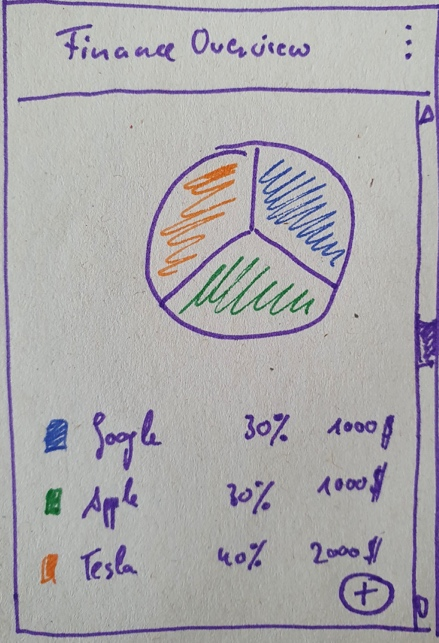 Finance Overview
Google 30% 1000$
Apple 30% 1000$
Tesla 40% 2000$
+